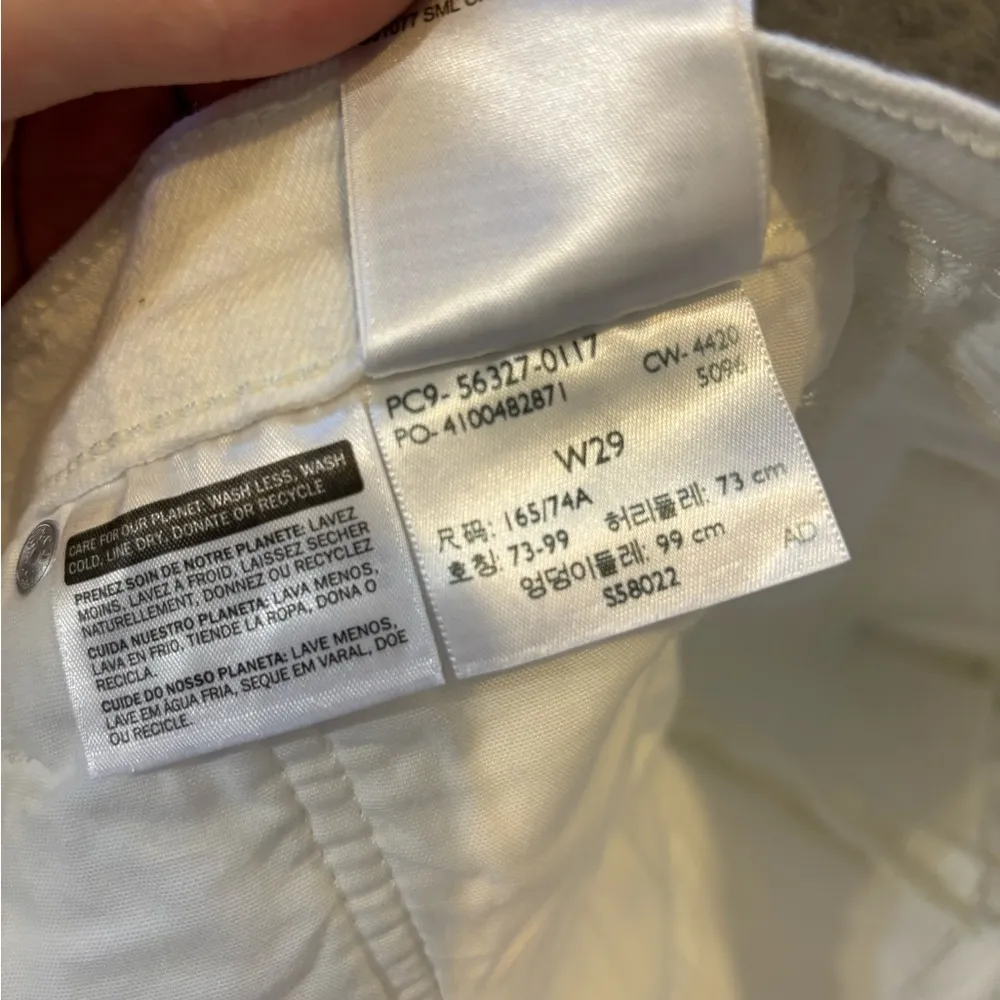 SML
PC9- 56327-0117
CW- 4420
PO- 4100482871
5096
W29
尺码: 165/74A
허리둘레: 73 cm
호칭: 73-99
엉덩이둘레: 99 cm
AD
S58022
CARE FOR OUR PLANET: WASH LESS, WASH
COLD, LINE DRY, DONATE OR RECYCLE
PRENEZ SOIN DE NOTRE PLANETE: LAVEZ
MOINS, LAVEZ À FROID, LAISSEZ SECHER
NATURELLEMENT, DONNEZ OU RECYCLEZ
CUIDA NUESTRO PLANETA: LAVA MENOS,
LAVA EN FRIO, TIENDE LA ROPA, DONA O
RECICLA.
CUIDE DO NOSSO PLANETA: LAVE MENOS,
LAVE EM ÁGUA FRIA, SEQUE EM VARAL, DOE
OU RECICLE.